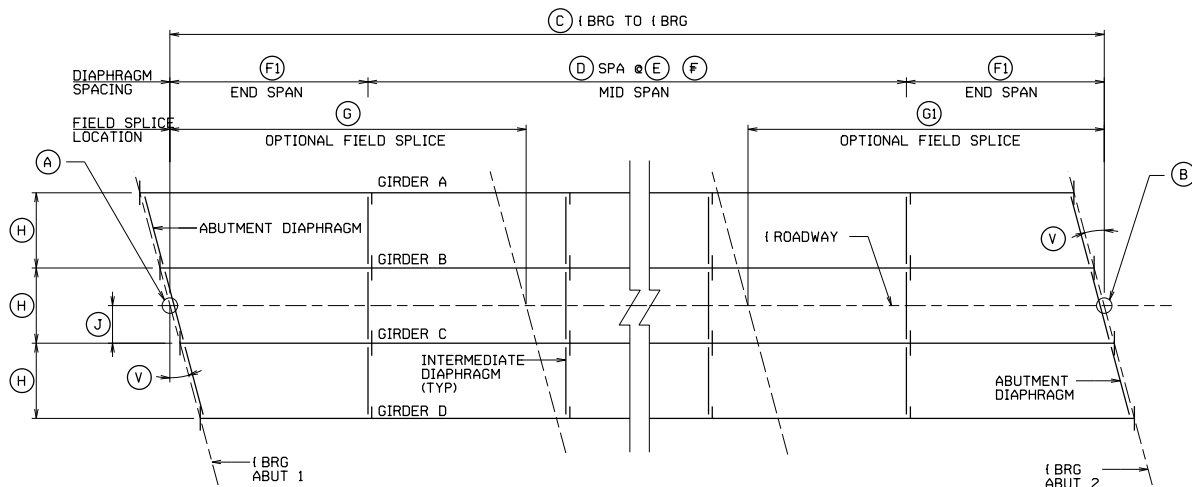 C { BRG TO { BRG
DIAPHRAGM
SPACING
F1
END SPAN
D SPA @ E
MID SPAN
F1
END SPAN
FIELD SPLICE
LOCATION
G
OPTIONAL FIELD SPLICE
G1
OPTIONAL FIELD SPLICE
A
B
GIRDER A
H
ABUTMENT DIAPHRAGM
V
{ ROADWAY
GIRDER B
H
J
GIRDER C
INTERMEDIATE
DIAPHRAGM
(TYP)
V
H
ABUTMENT
DIAPHRAGM
GIRDER D
{ BRG
ABUT 1
{ BRG
ABUT 2